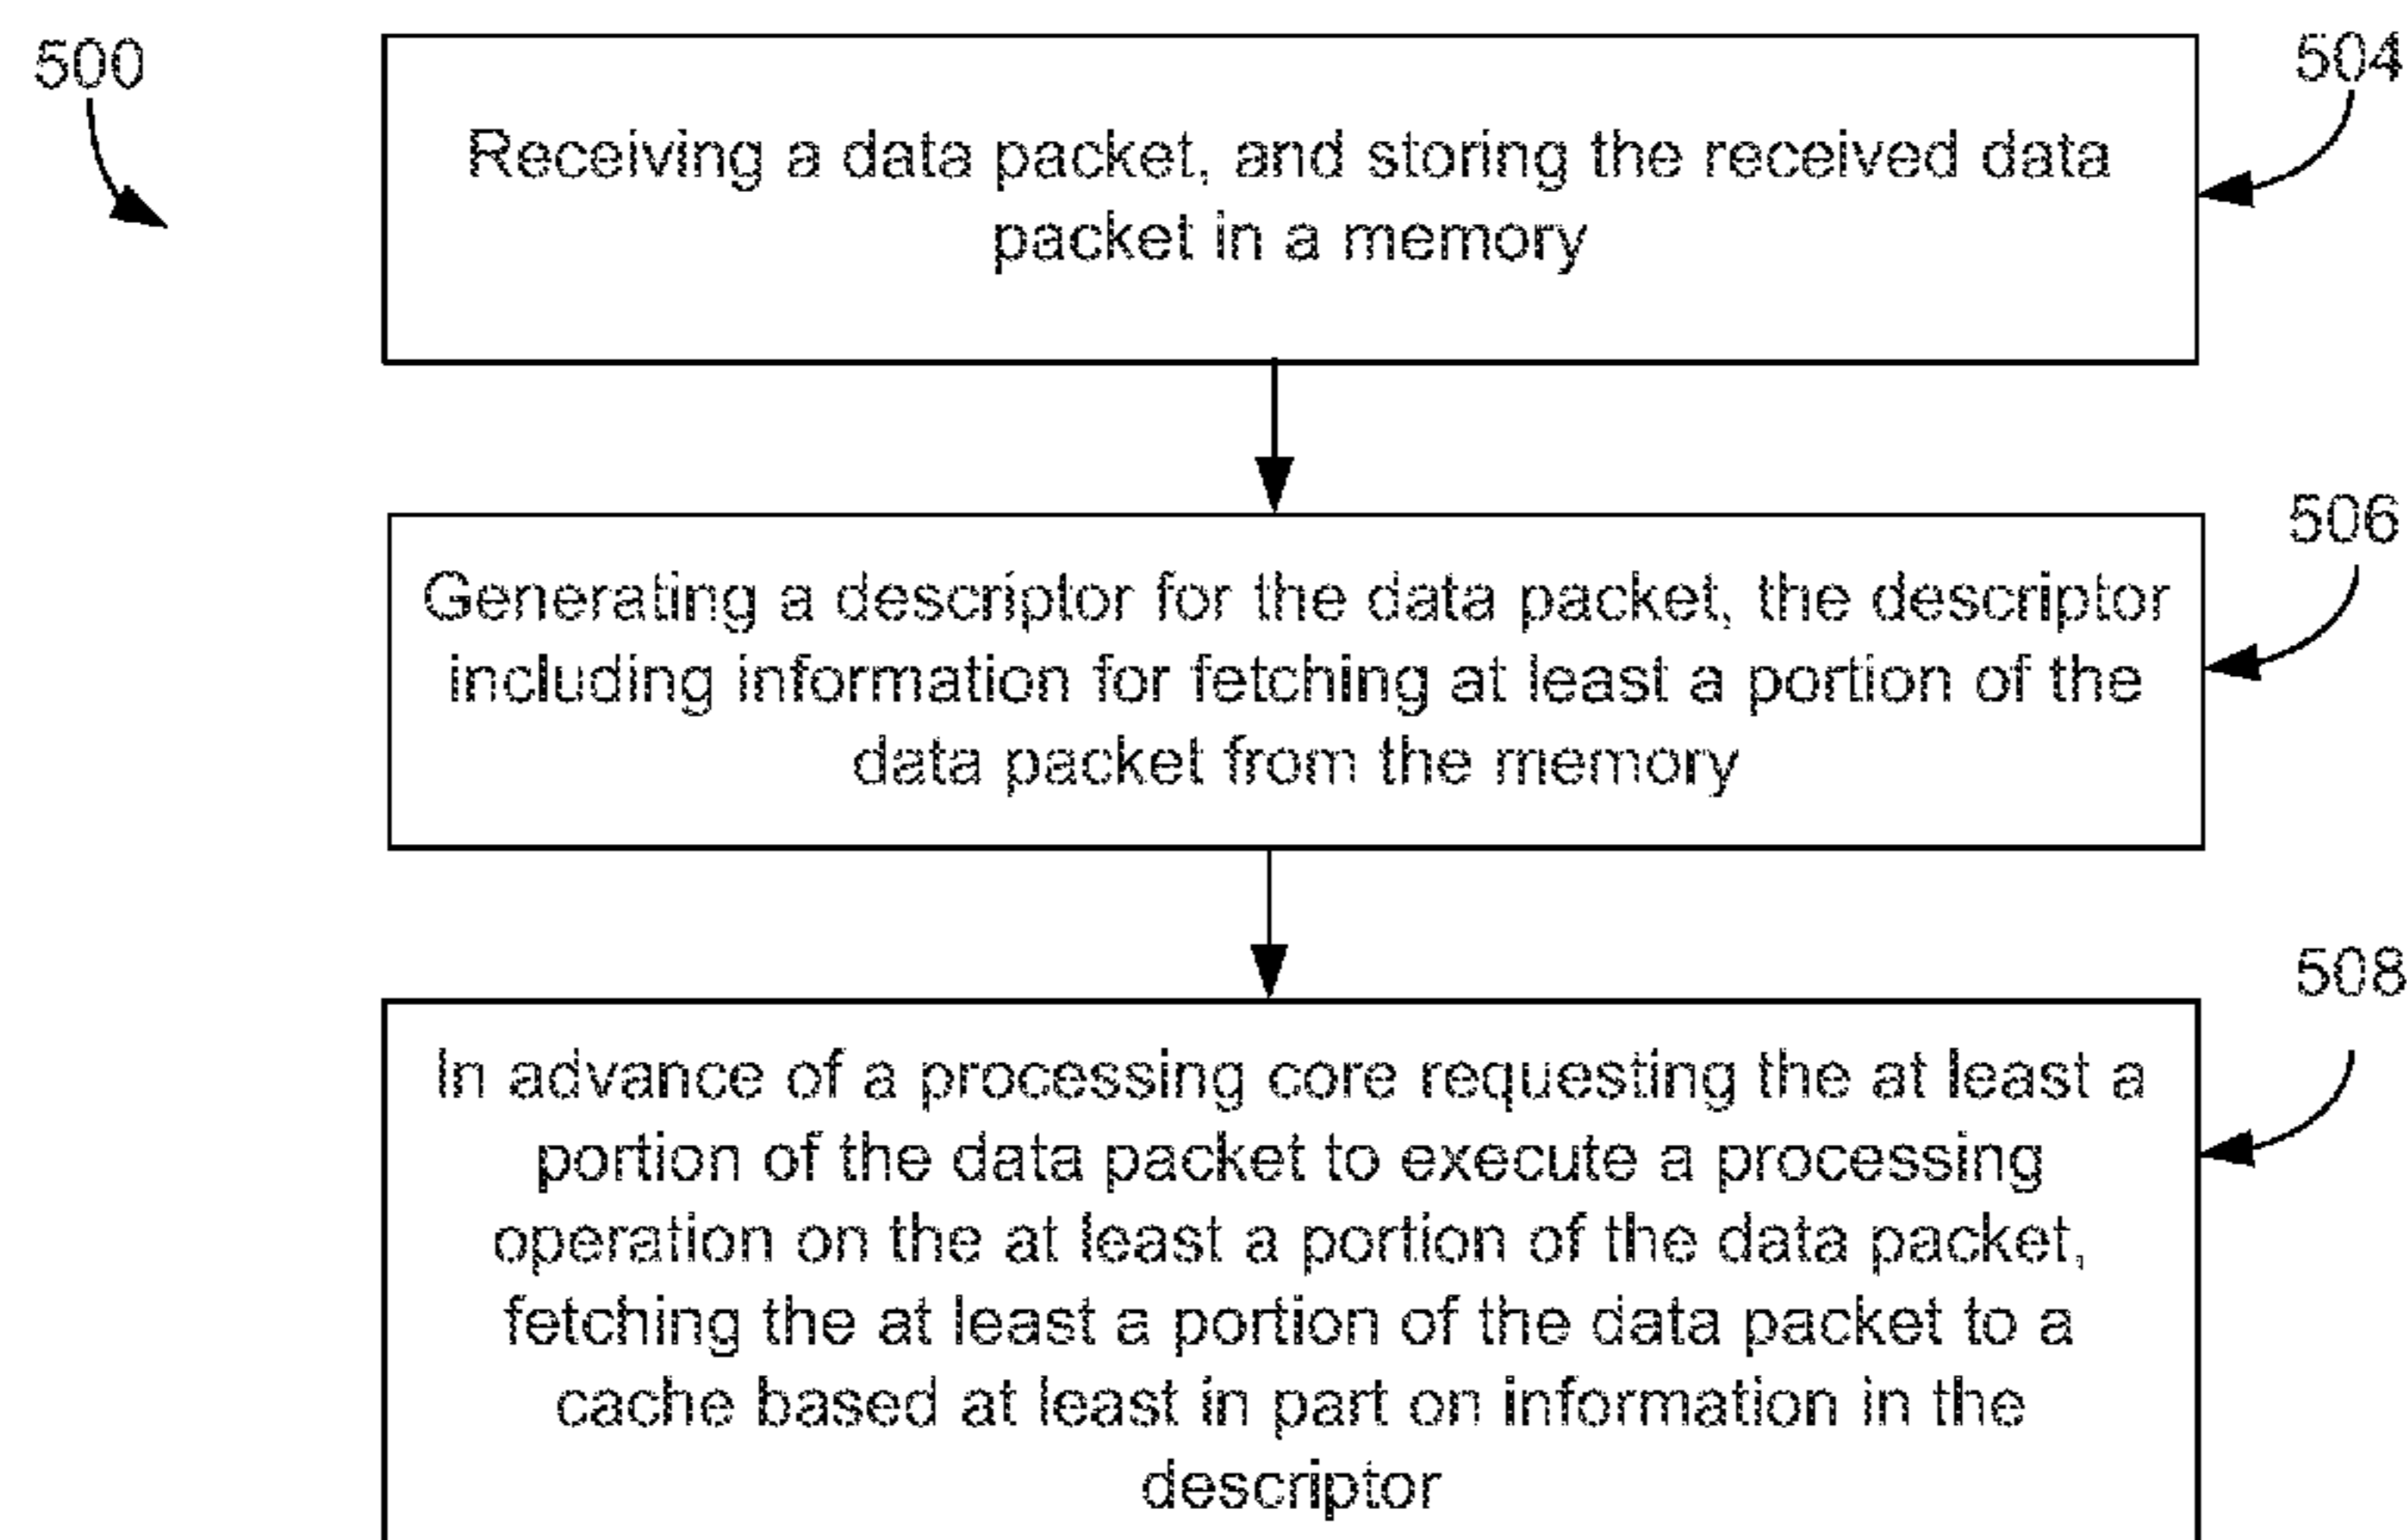 500
504
Receiving a data packet, and storing the received data
packet in a memory
506
Generating a descriptor for the data packet, the descriptor
including information for fetching at least a portion of the
data packet from the memory
508
In advance of a processing core requesting the at least a
portion of the data packet to execute a processing
operation on the at least a portion of the data packet,
fetching the at least a portion of the data packet to a
cache based at least in part on information in the
descriptor